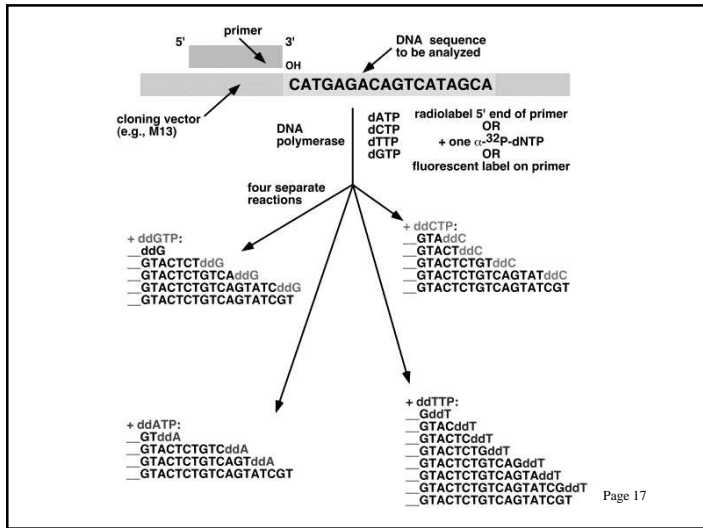 primer
5'
3'
OH
DNA sequence
to be analyzed
CATGAGACAGTCATAGCA
cloning vector
(e.g., M13)
DNA
polymerase
dATP
dCTP
dTTP
dGTP
radiolabel 5' end of primer
OR
+ one α-32P-dNTP
OR
fluorescent label on primer
four separate
reactions
+ ddGTP:
__ddG
__GTACTCTddG
__GTACTCTGTCAddG
__GTACTCTGTCAGTATCddG
__GTACTCTGTCAGTATCGT
+ ddCTP:
__GTAddC
__GTACTddC
__GTACTCTGTddC
__GTACTCTGTCAGTATddC
__GTACTCTGTCAGTATCGT
+ ddATP:
__GTddA
__GTACTCTGTCddA
__GTACTCTGTCAGTddA
__GTACTCTGTCAGTATCGT
+ ddTTP:
__GddT
__GTACddT
__GTACTCddT
__GTACTCTGddT
__GTACTCTGTCAGddT
__GTACTCTGTCAGTAddT
__GTACTCTGTCAGTATCGddT
__GTACTCTGTCAGTATCGT
Page 17